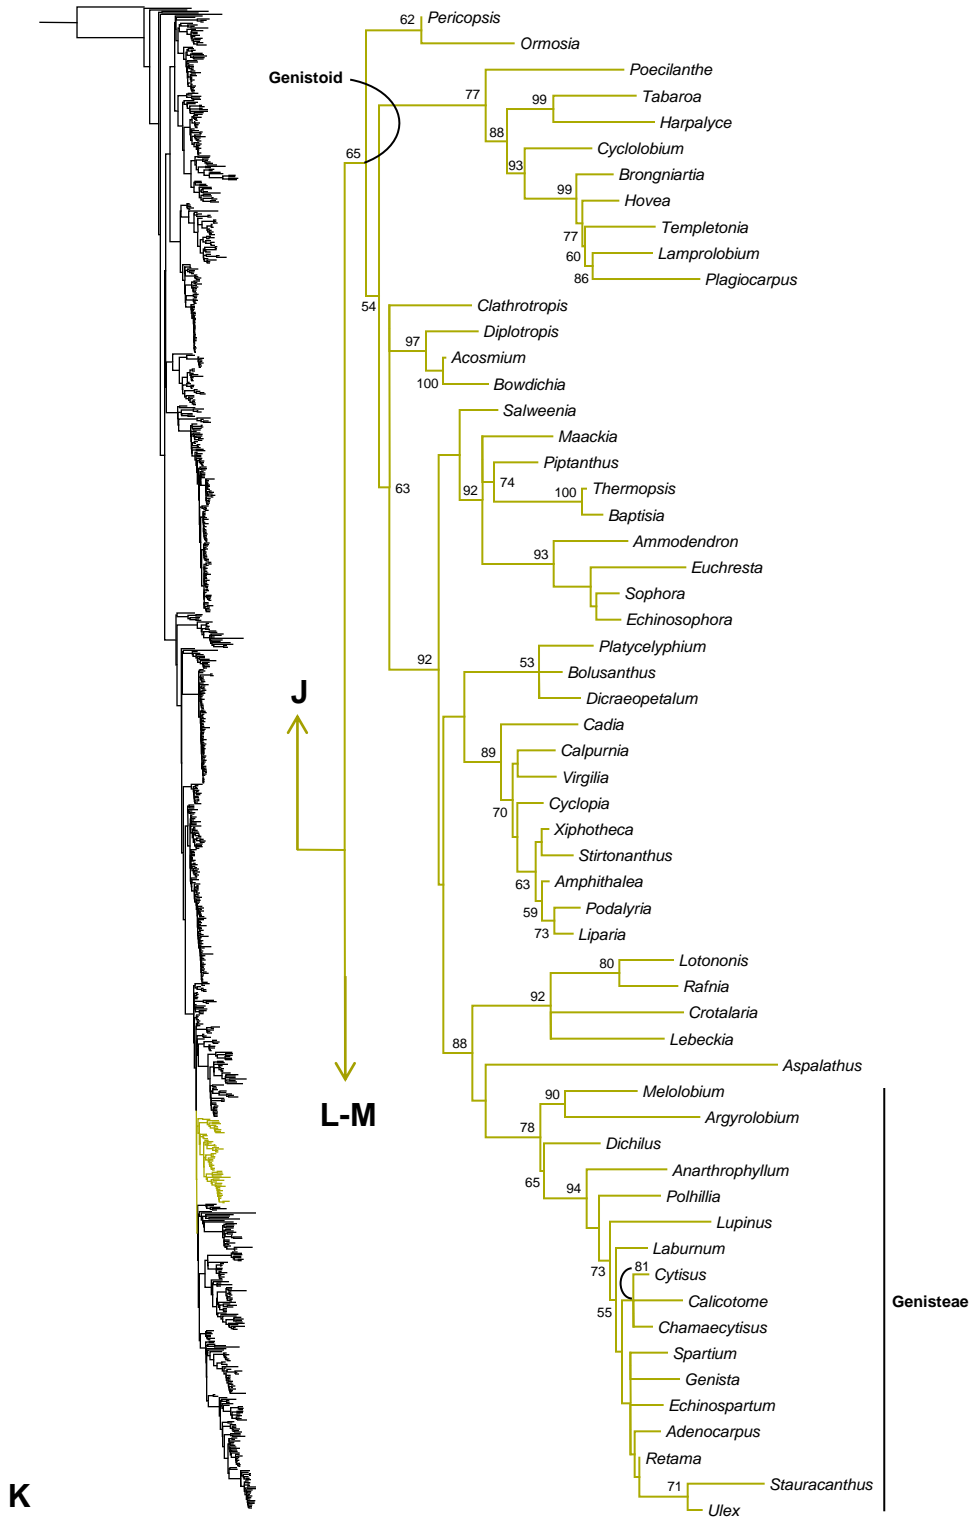 62 Pericopsis
Ormosia
Genistoid
Poecilanthe
77
99 Tabaroa
Harpalyce
88
65
93 Cyclolobium
Brongniartia
99
Hovea
Templetonia
77
60 Lamprolobium
86 Plagiocarpus
54
Clathrotropis
Diplotropis
97
Acosmium
100 Bowdichia
Salweenia
Maackia
Piptanthus
74
92 100 Thermopsis
63
Baptisia
Ammodendron
93
Euchresta
Sophora
Echinosophora
Platycelyphium
92 53
Bolusanthus
J
Dicraeopetalum
Cadia
89 Calpurnia
Virgilia
Cyclopia
70
Xiphotheca
Stirtonanthus
63 Amphithalea
Podalyria
59
73 Liparia
Lotononis
80
Rafnia
92
Crotalaria
Lebeckia
88
Aspalathus
Melolobium
90
L-M
Argyrolobium
78
Dichilus
Anarthrophyllum
65
94 Polhillia
Lupinus
Laburnum
73 81 Cytisus
Calicotome
Genisteae
55
Chamaecytisus
Spartium
Genista
Echinospartum
Adenocarpus
Retama
71 Stauracanthus
K
Ulex